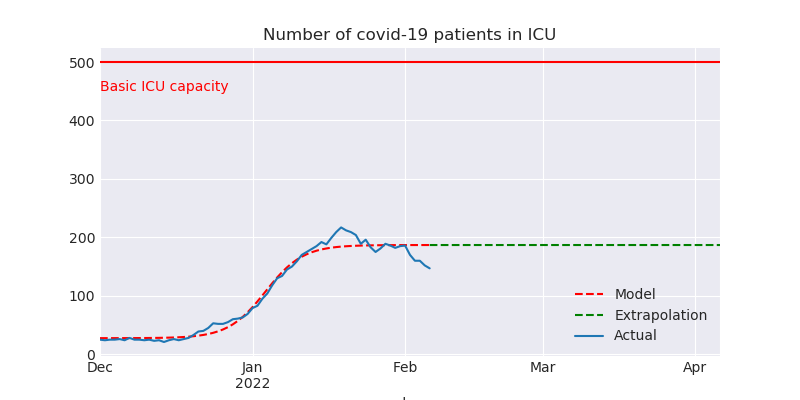 Number of covid-19 patients in ICU
500
Basic ICU capacity
400
300
200
100
0
Model
Extrapolation
Actual
Dec
Jan
Feb
Mar
Apr
2022